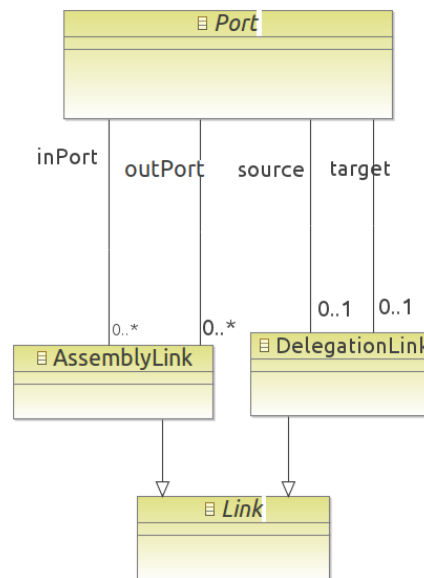 Port
inPort
outPort
source
target
0..*
0..*
0..1
0..1
AssemblyLink
DelegationLink
Link